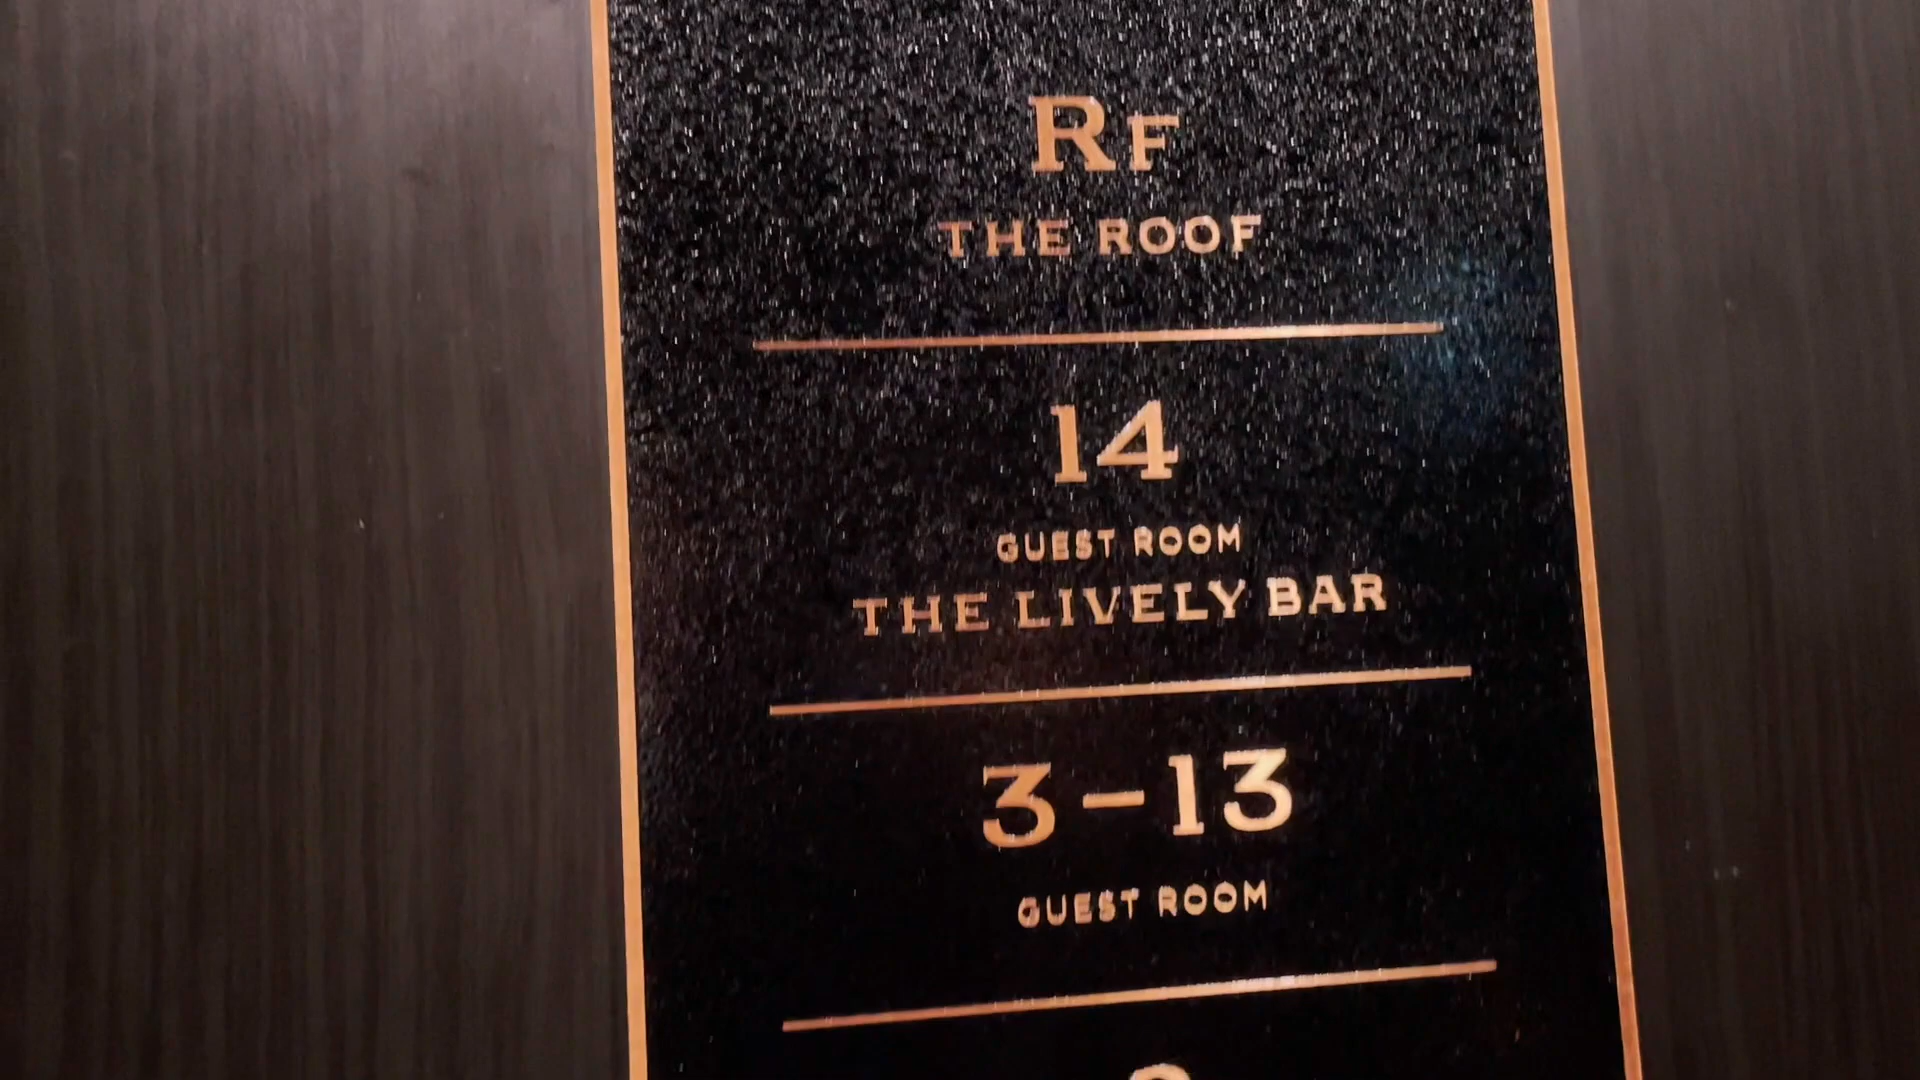 RF
THE ROOF
14
GUEST ROOM
THE LIVELY BAR
3-13
GUEST ROOM